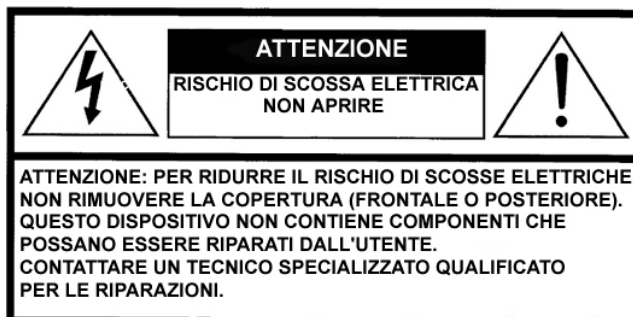 ATTENZIONE
RISCHIO DI SCOSSA ELETTRICA
NON APRIRE
ATTENZIONE: PER RIDURRE IL RISCHIO DI SCOSSE ELETTRICHE
NON RIMUOVERE LA COPERTURA (FRONTALE O POSTERIORE).
QUESTO DISPOSITIVO NON CONTIENE COMPONENTI CHE
POSSANO ESSERE RIPARATI DALL'UTENTE.
CONTATTARE UN TECNICO SPECIALIZZATO QUALIFICATO
PER LE RIPARAZIONI.